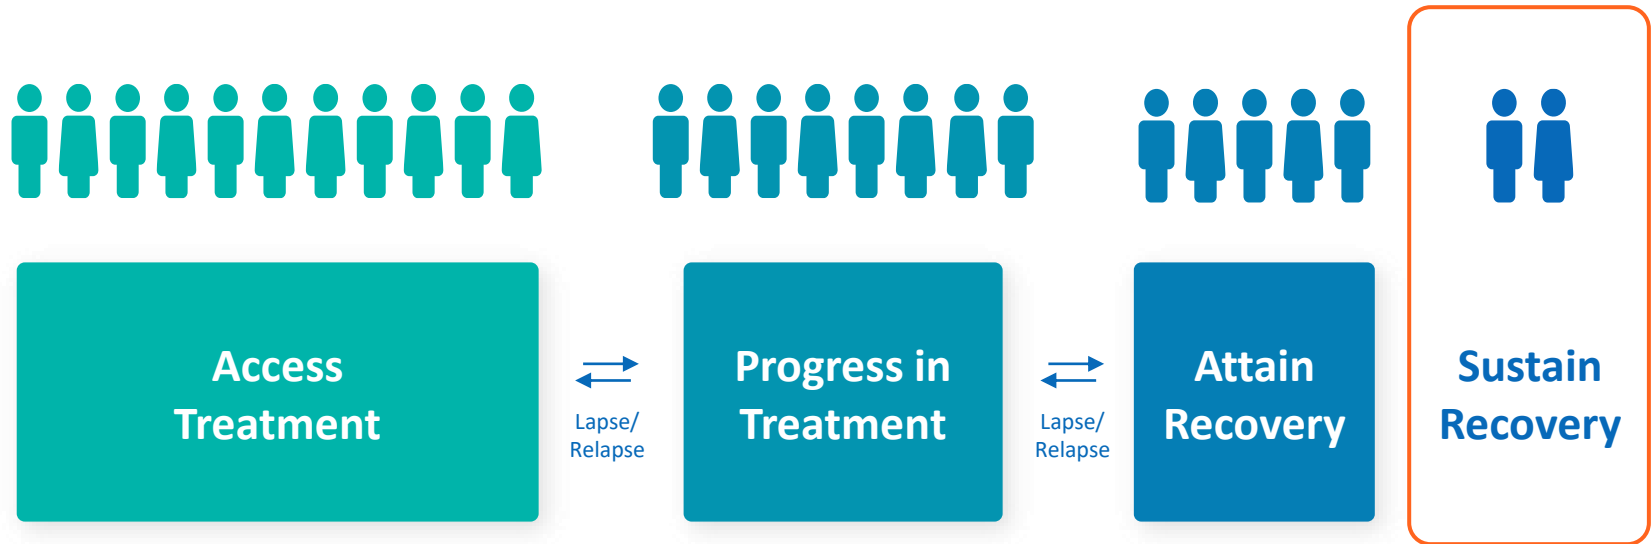 Access
Treatment
Lapse/
Relapse
Progress in
Treatment
Lapse/
Relapse
Attain
Recovery
Sustain
Recovery